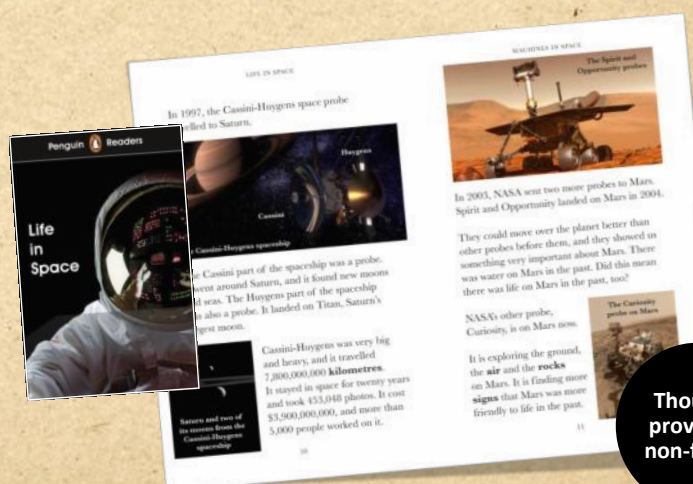 Penguin Readers
Life
in
Space
LIFE IN SPACE
In 1997, the Cassini-Huygens space probe
elled to Saturn.
Huygens
Cassini
Cassini-Huygens spaceship
e Cassini part of the spaceship was a probe.
went around Saturn, and it found new moons
d seas. The Huygens part of the spaceship
s also a probe. It landed on Titan, Saturn's
gest moon.
Saturn and two of
its moons from the
Cassini-Huygens
spaceship
Cassini-Huygens was very big
and heavy, and it travelled
7,800,000,000 kilometres.
It stayed in space for twenty years
and took 453,048 photos. It cost
$3,900,000,000, and more than
5,000 people worked on it.
10
MACHINES IN SPACE
The Spirit and
Opportunity probes
In 2003, NASA sent two more probes to Mars.
Spirit and Opportunity landed on Mars in 2004.
They could move over the planet better than
other probes before them, and they showed us
something very important about Mars. There
was water on Mars in the past. Did this mean
there was life on Mars in the past, too?
NASA's other probe,
Curiosity, is on Mars now.
It is exploring the ground,
the air and the rocks
on Mars. It is finding more
signs that Mars was more
friendly to life in the past.
The Curiosity
probe on Mars
11
Thou
prov
non-f